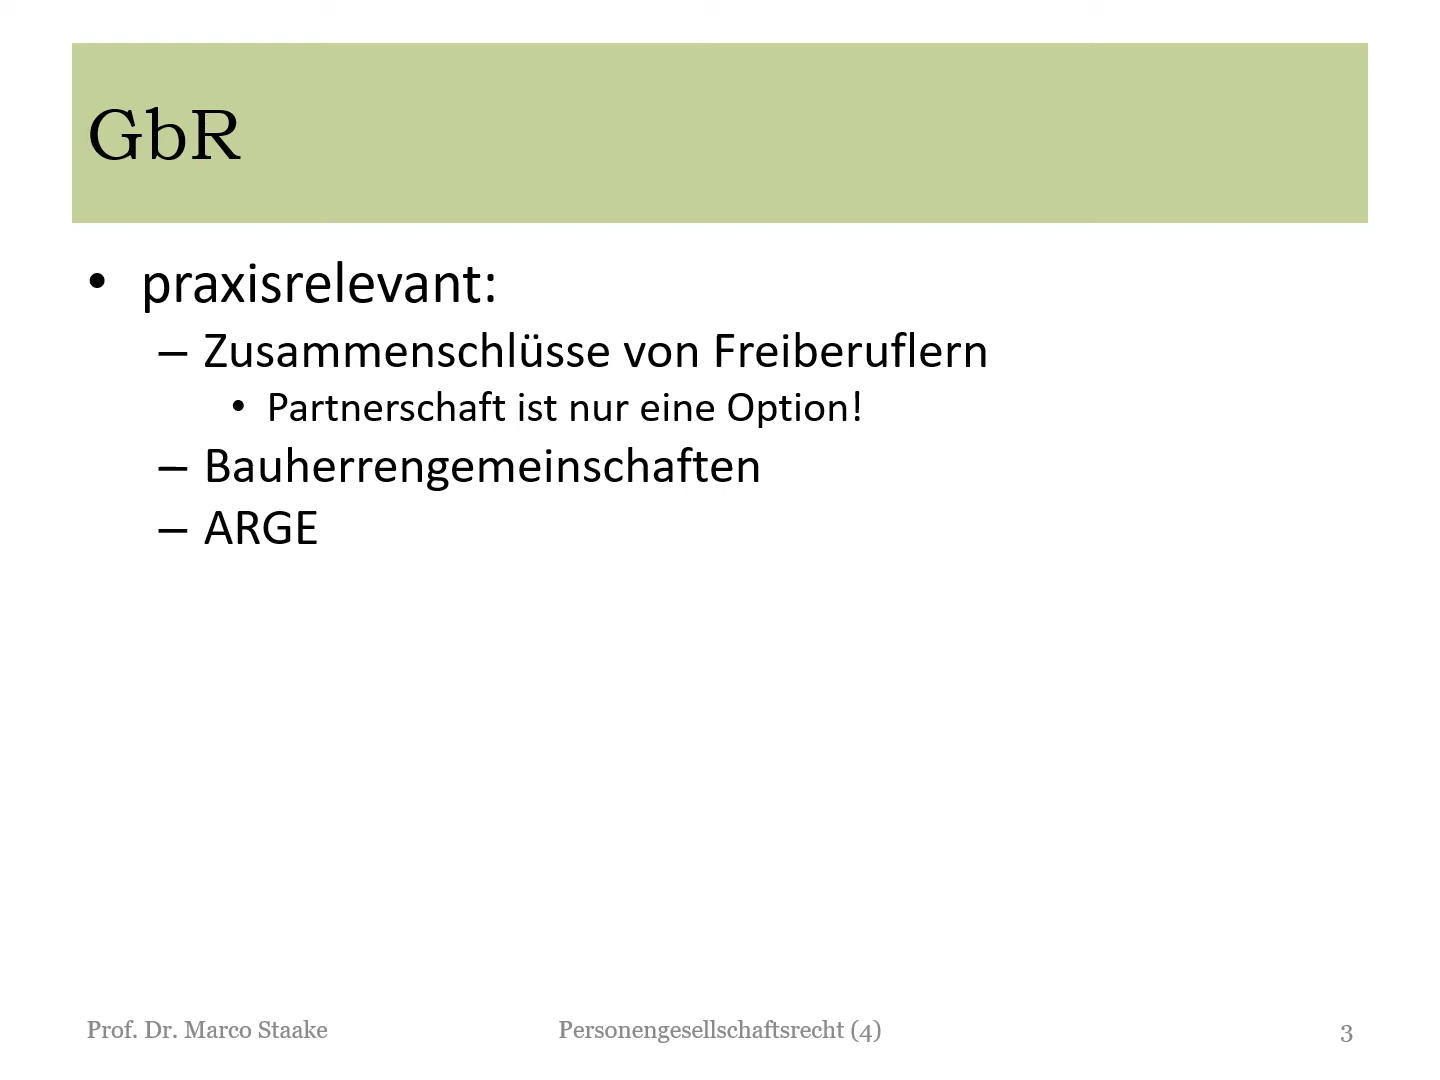 GbR
• praxisrelevant:
– Zusammenschlüsse von Freiberuflern
• Partnerschaft ist nur eine Option!
– Bauherrengemeinschaften
– ARGE
Prof. Dr. Marco Staake
Personengesellschaftsrecht (4)
3